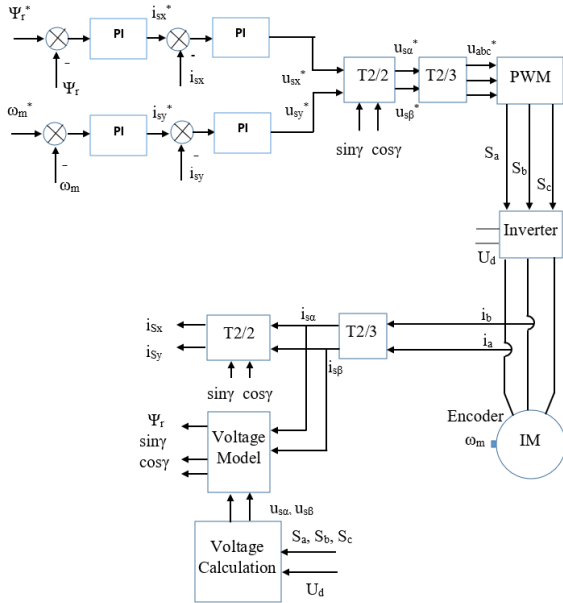 Ψr* isx*
PI PI
- -
Ψr isx
usx*
T2/2 usα* T2/3 uabc* PWM
usβ*
ωm* isy* usy*
PI PI
- -
ωm isy
sinγ cosγ
Sa Sb Sc
Inverter
Ud
iSx T2/2 isα T2/3 ib
iSy isβ ia
sinγ cosγ
Encoder
ωm IM
Ψr
sinγ
cosγ
Voltage
Model
usα, usβ
Voltage
Calculation
Sa, Sb, Sc
Ud